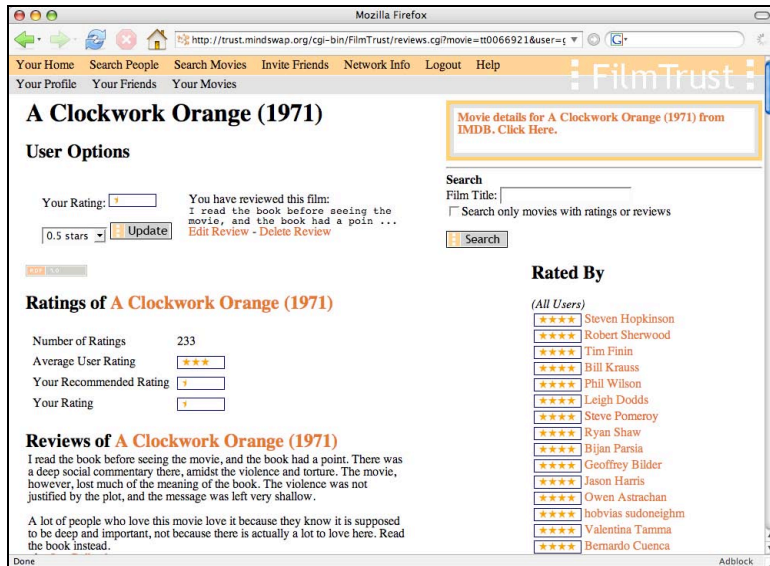 Mozilla Firefox
http://trust.mindswap.org/cgi-bin/FilmTrust/reviews.cgi?movie=tt0066921&user=g
G
Your Home Search People Search Movies Invite Friends Network Info Logout Help
FilmTrust
Your Profile Your Friends Your Movies
A Clockwork Orange (1971)
User Options
Your Rating:
0.5 stars Update
You have reviewed this film:
I read the book before seeing the
movie, and the book had a poin ...
Edit Review - Delete Review
Ratings of A Clockwork Orange (1971)
Number of Ratings 233
Average User Rating ★★★
Your Recommended Rating
Your Rating
Reviews of A Clockwork Orange (1971)
I read the book before seeing the movie, and the book had a point. There was
a deep social commentary there, amidst the violence and torture. The movie,
however, lost much of the meaning of the book. The violence was not
justified by the plot, and the message was left very shallow.
A lot of people who love this movie love it because they know it is supposed
to be deep and important, not because there is actually a lot to love here. Read
the book instead.
Movie details for A Clockwork Orange (1971) from
IMDB. Click Here.
Search
Film Title:
Search only movies with ratings or reviews
Search
Rated By
(All Users)
★★★★ Steven Hopkinson
★★★★ Robert Sherwood
★★★★ Tim Finin
★★★★ Bill Krauss
★★★★ Phil Wilson
★★★★ Leigh Dodds
★★★★ Steve Pomeroy
★★★★ Ryan Shaw
★★★★ Bijan Parsia
★★★★ Geoffrey Bilder
★★★★ Jason Harris
★★★★ Owen Astrachan
★★★★ hobvias sudoneighm
★★★★ Valentina Tamma
★★★★ Bernardo Cuenca
Done
Adblock